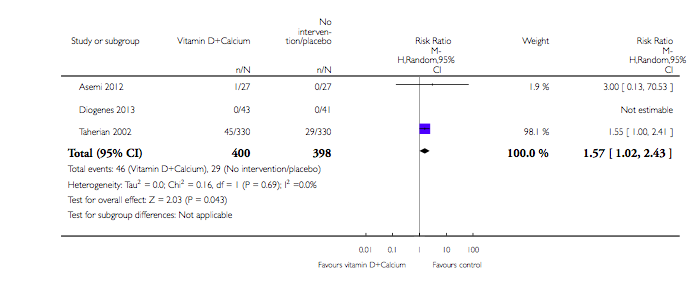 No
interven-
Study or subgroup Vitamin D+Calcium tion/placebo Risk Ratio Weight Risk Ratio
M-
H,Random,95%
CI
M-
H,Random,95%
CI
n/N n/N
Asemi 2012 1/27 0/27 1.9 % 3.00 [ 0.13, 70.53 ]
Diogenes 2013 0/43 0/41 Not estimable
Taherian 2002 45/330 29/330 98.1 % 1.55 [ 1.00, 2.41 ]
Total (95% CI) 400 398 100.0 % 1.57 [ 1.02, 2.43 ]
Total events: 46 (Vitamin D+Calcium), 29 (No intervention/placebo)
Heterogeneity: Tau² = 0.0; Chi² = 0.16, df = 1 (P = 0.69); I² =0.0%
Test for overall effect: Z = 2.03 (P = 0.043)
Test for subgroup differences: Not applicable
0.01 0.1 1 10 100
Favours vitamin D+Calcium Favours control